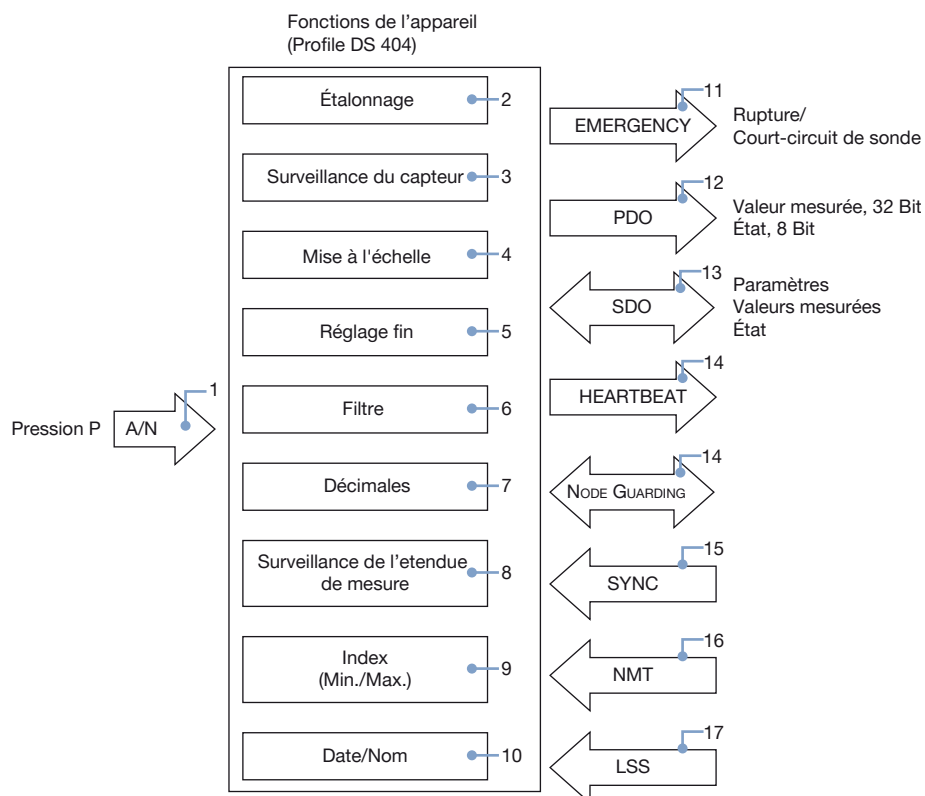 Fonctions de l'appareil
(Profile DS 404)
Pression P
A/N
1
Étalonnage
2
Surveillance du capteur
3
Mise à l'échelle
4
Réglage fin
5
Filtre
6
Décimales
7
Surveillance de l'etendue
de mesure
8
Index
(Min./Max.)
9
Date/Nom
10
11
EMERGENCY
Rupture/
Court-circuit de sonde
12
PDO
Valeur mesurée, 32 Bit
État, 8 Bit
13
SDO
Paramètres
Valeurs mesurées
État
14
HEARTBEAT
14
NODE GUARDING
15
SYNC
16
NMT
17
LSS